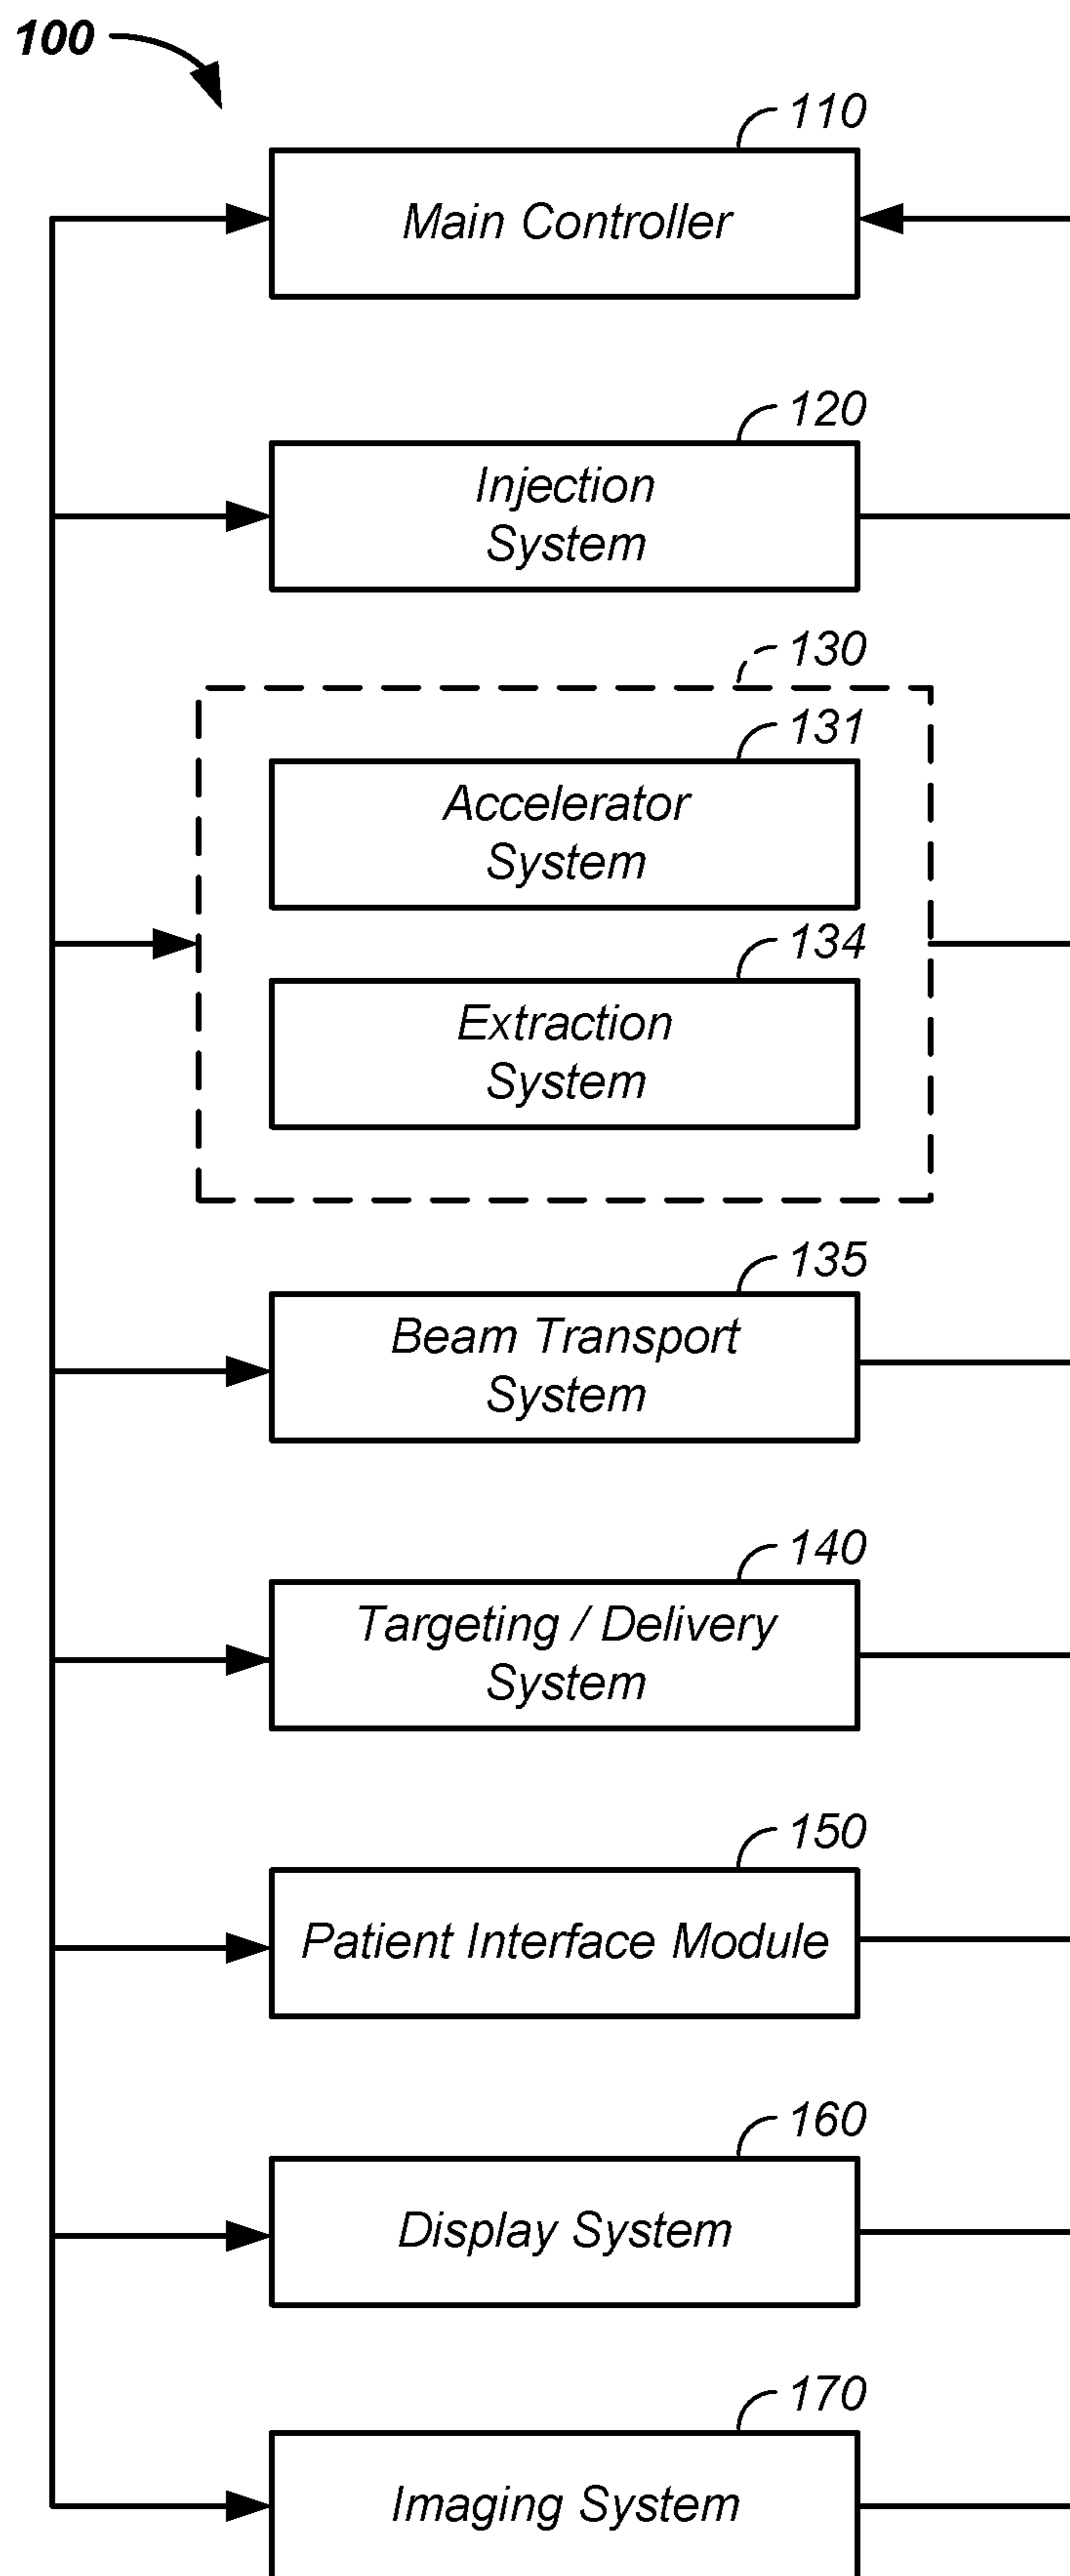 100
110
Main Controller
120
Injection
System
130
131
Accelerator
System
134
Extraction
System
135
Beam Transport
System
140
Targeting / Delivery
System
150
Patient Interface Module
160
Display System
170
Imaging System